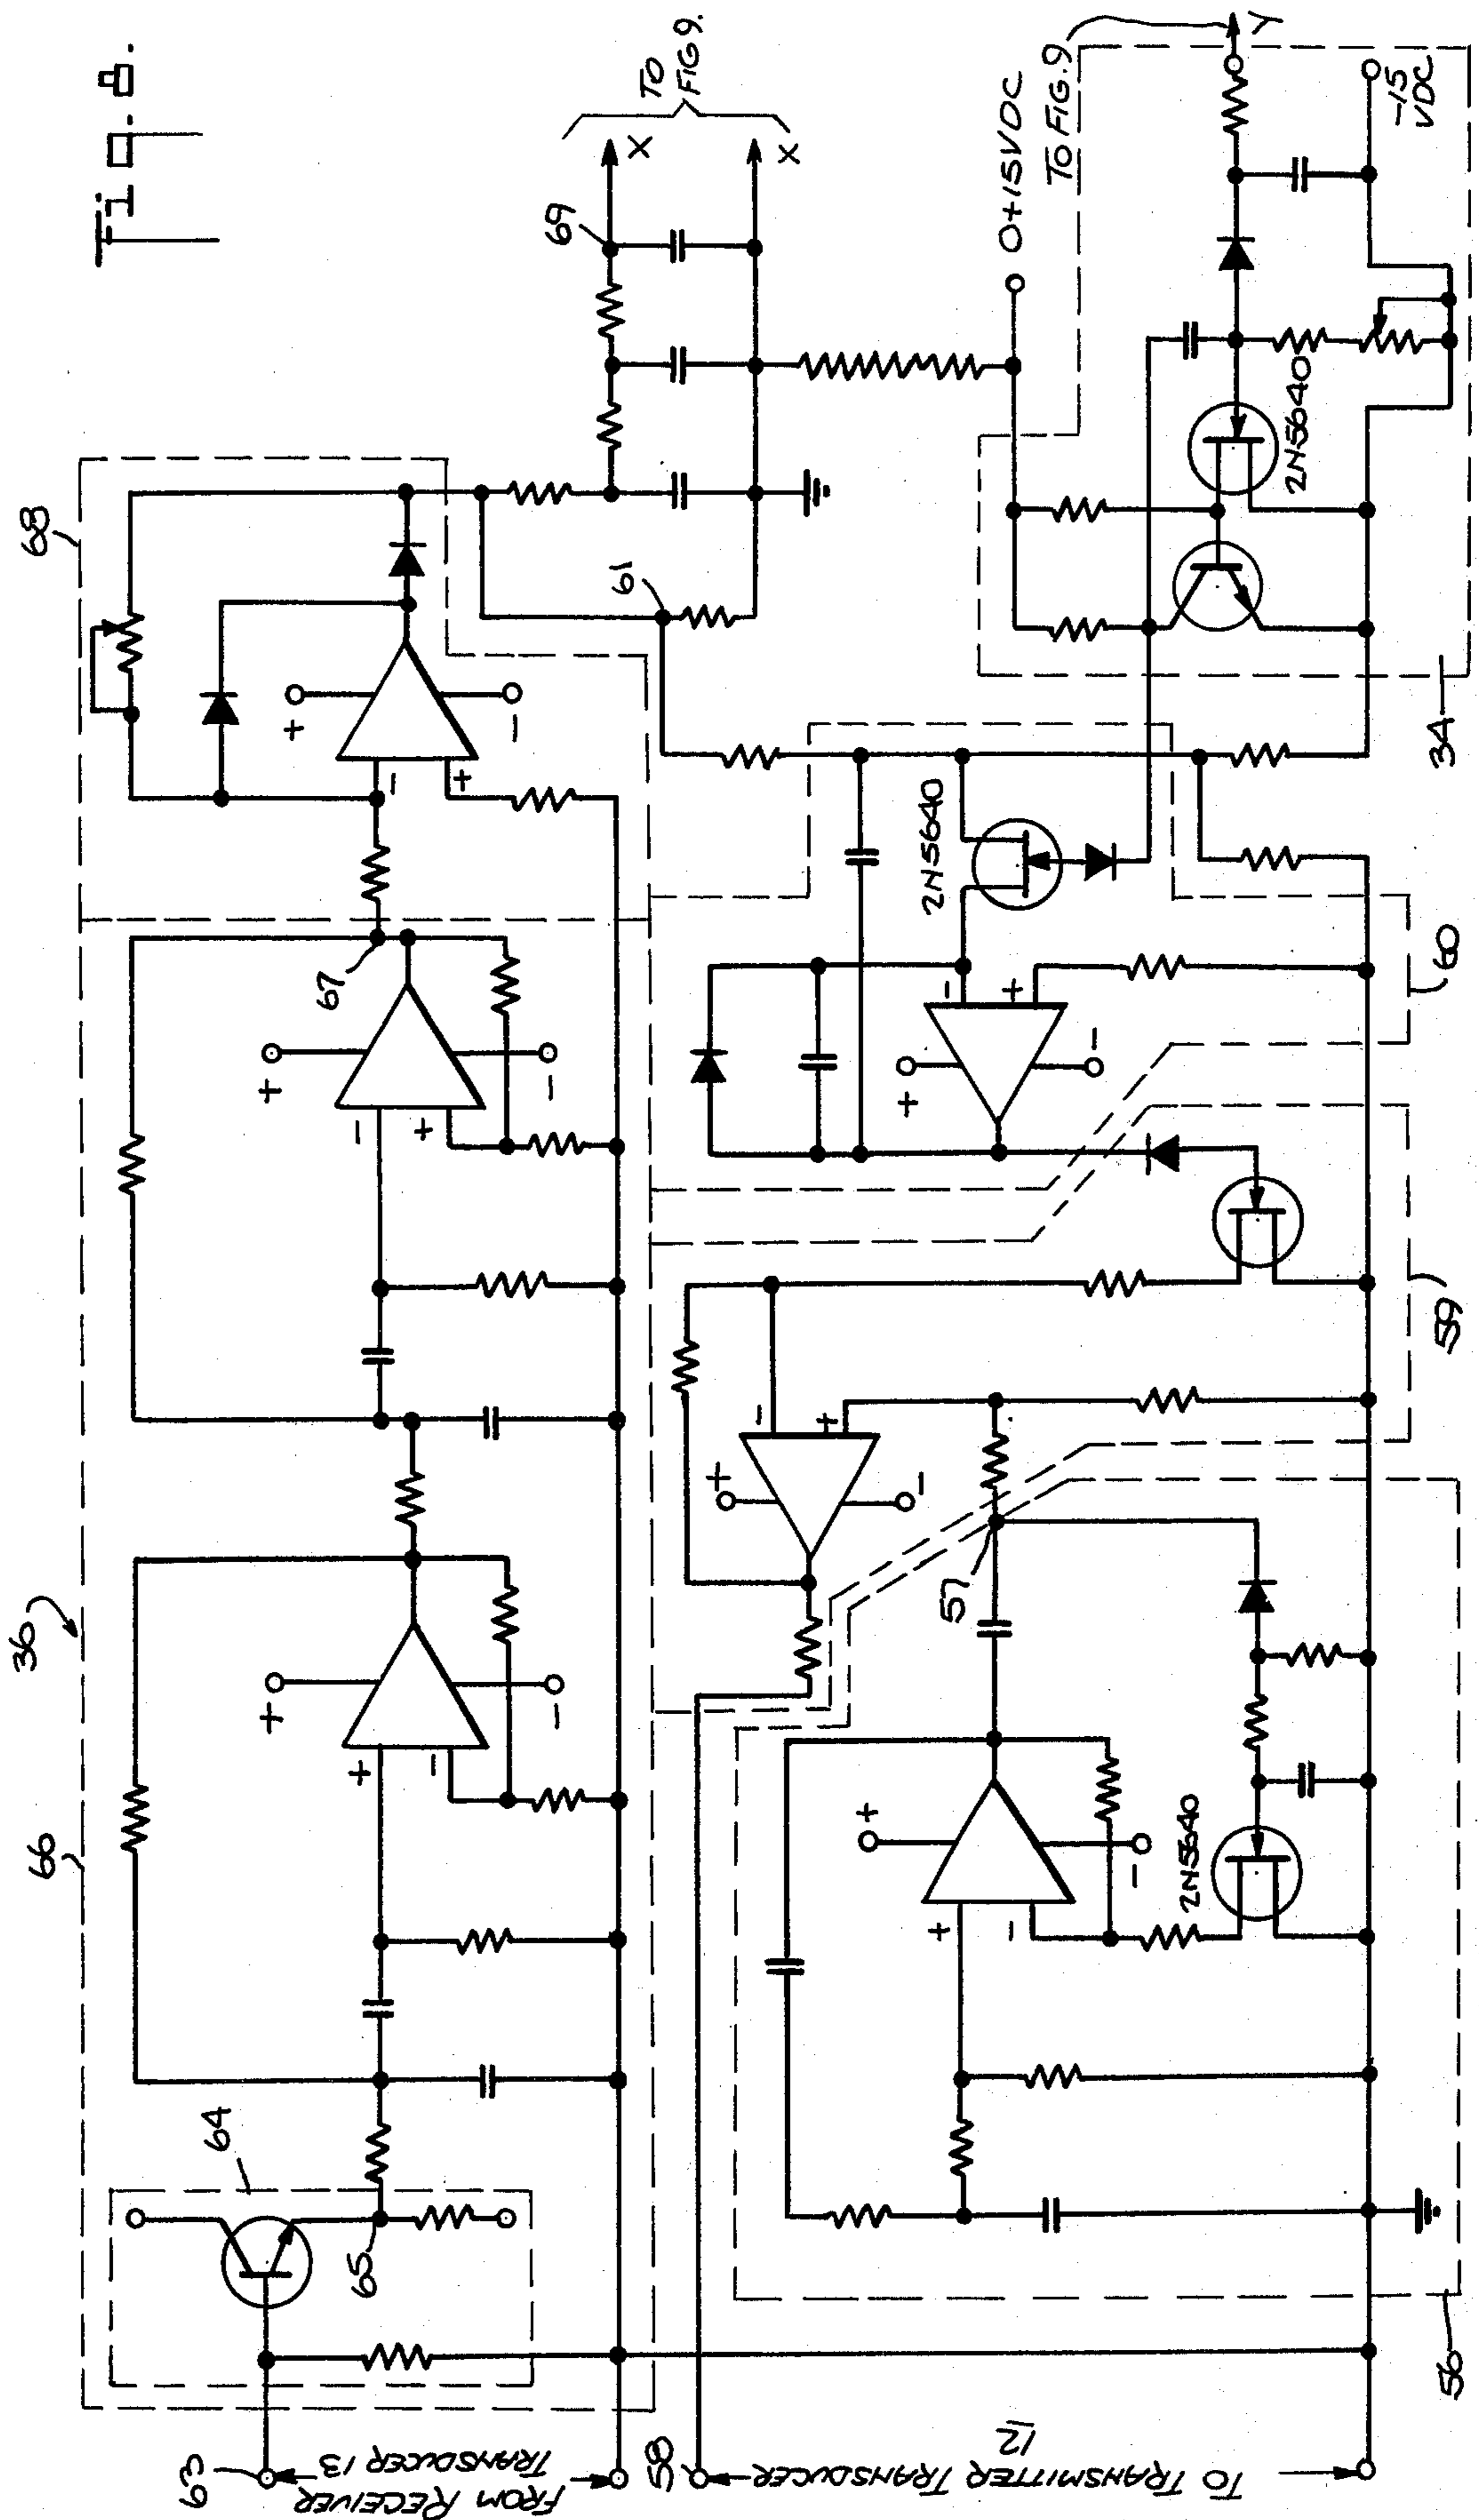 Fig. 8.
36
66
68
64
63
65
67
69
61
FROM RECEIVER
TRANSDUCER 13
+
-
+
-
+
-
-
+
+
-
-
+
TO
FIG 9.
X
X
58
TO TRANSMITTER TRANSDUCER
12
57
+
-
+
-
2N5640
+
-
-
+
+
-
-
+
2N5640
0+15VDC
TO FIG. 9
Y
2N5640
-15
VDC
56
59
60
34